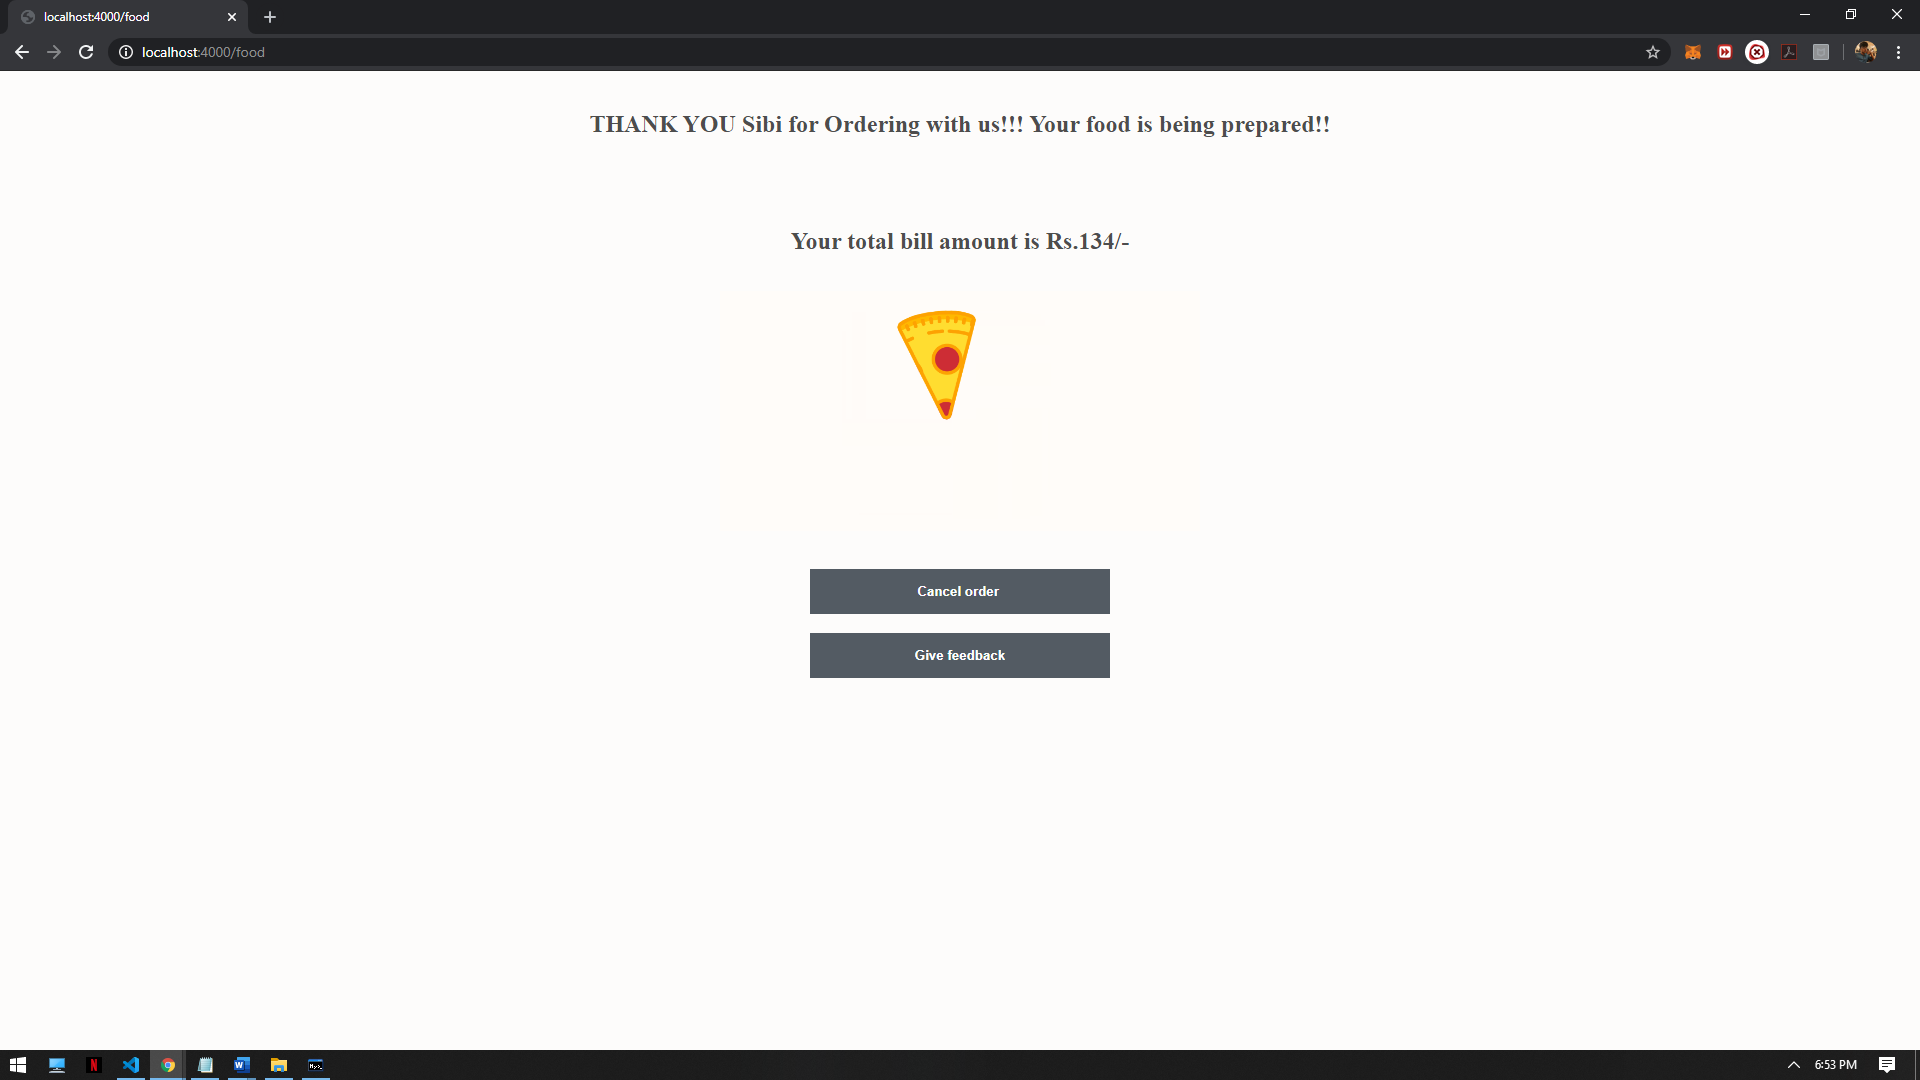 localhost:4000/food
localhost:4000/food
THANK YOU Sibi for Ordering with us!!! Your food is being prepared!!
Your total bill amount is Rs.134/-
Cancel order
Give feedback
6:53 PM